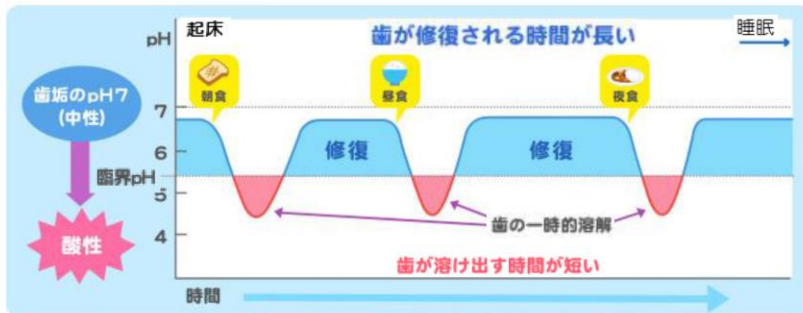 起床
歯が修復される時間が長い
睡眠
pH
朝食
昼食
夜食
歯垢のpH7
(中性)
7
6
臨界pH
5
4
酸性
修復
修復
歯の一時的溶解
歯が溶け出す時間が短い
時間